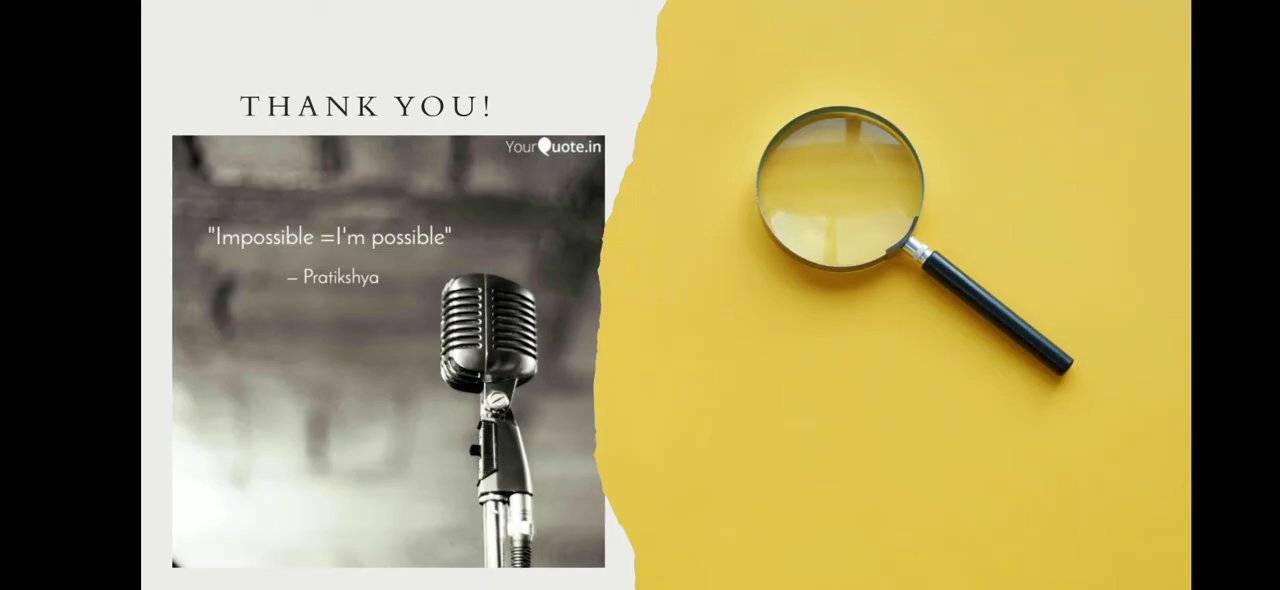 THANK YOU!
YourQuote.in
"Impossible =I'm possible"
– Pratikshya